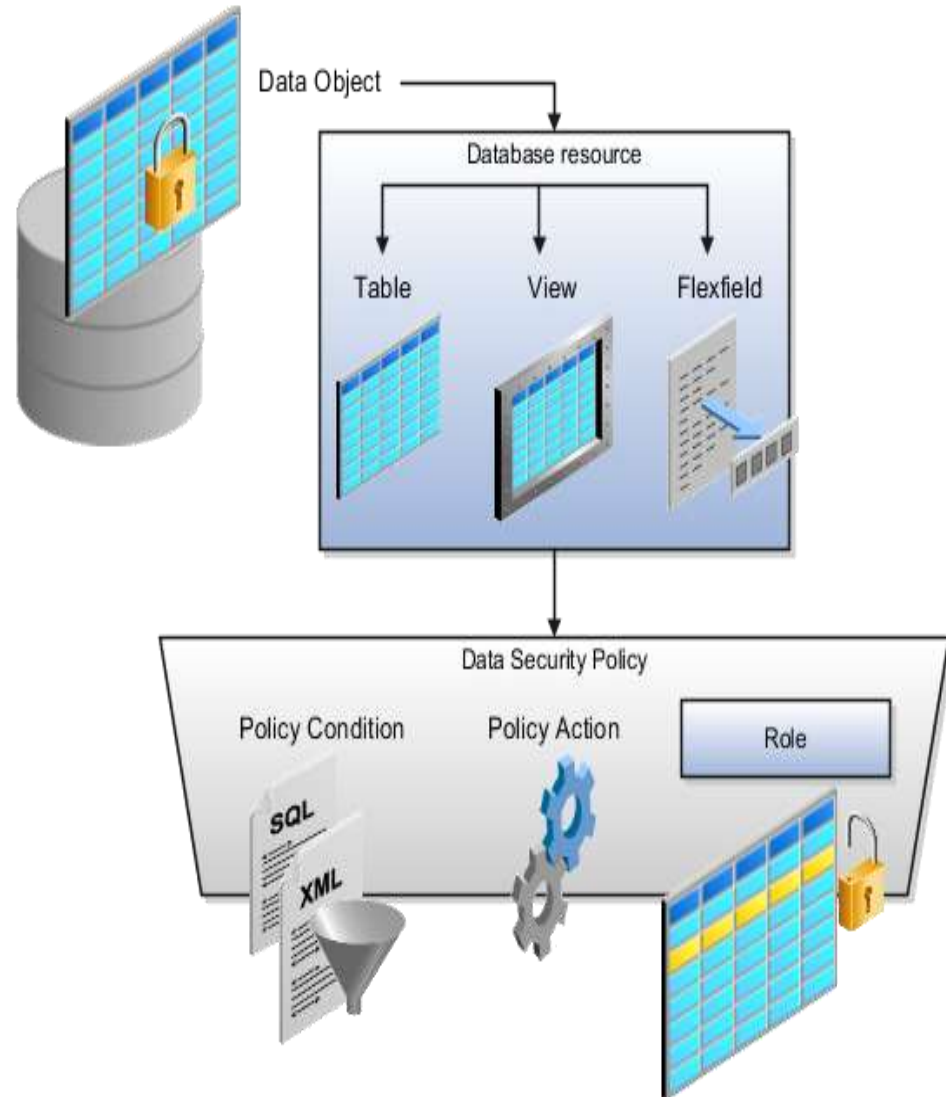 Data Object
Database resource
Table
View
Flexfield
Data Security Policy
Policy Condition
Policy Action
Role
SQL
XML